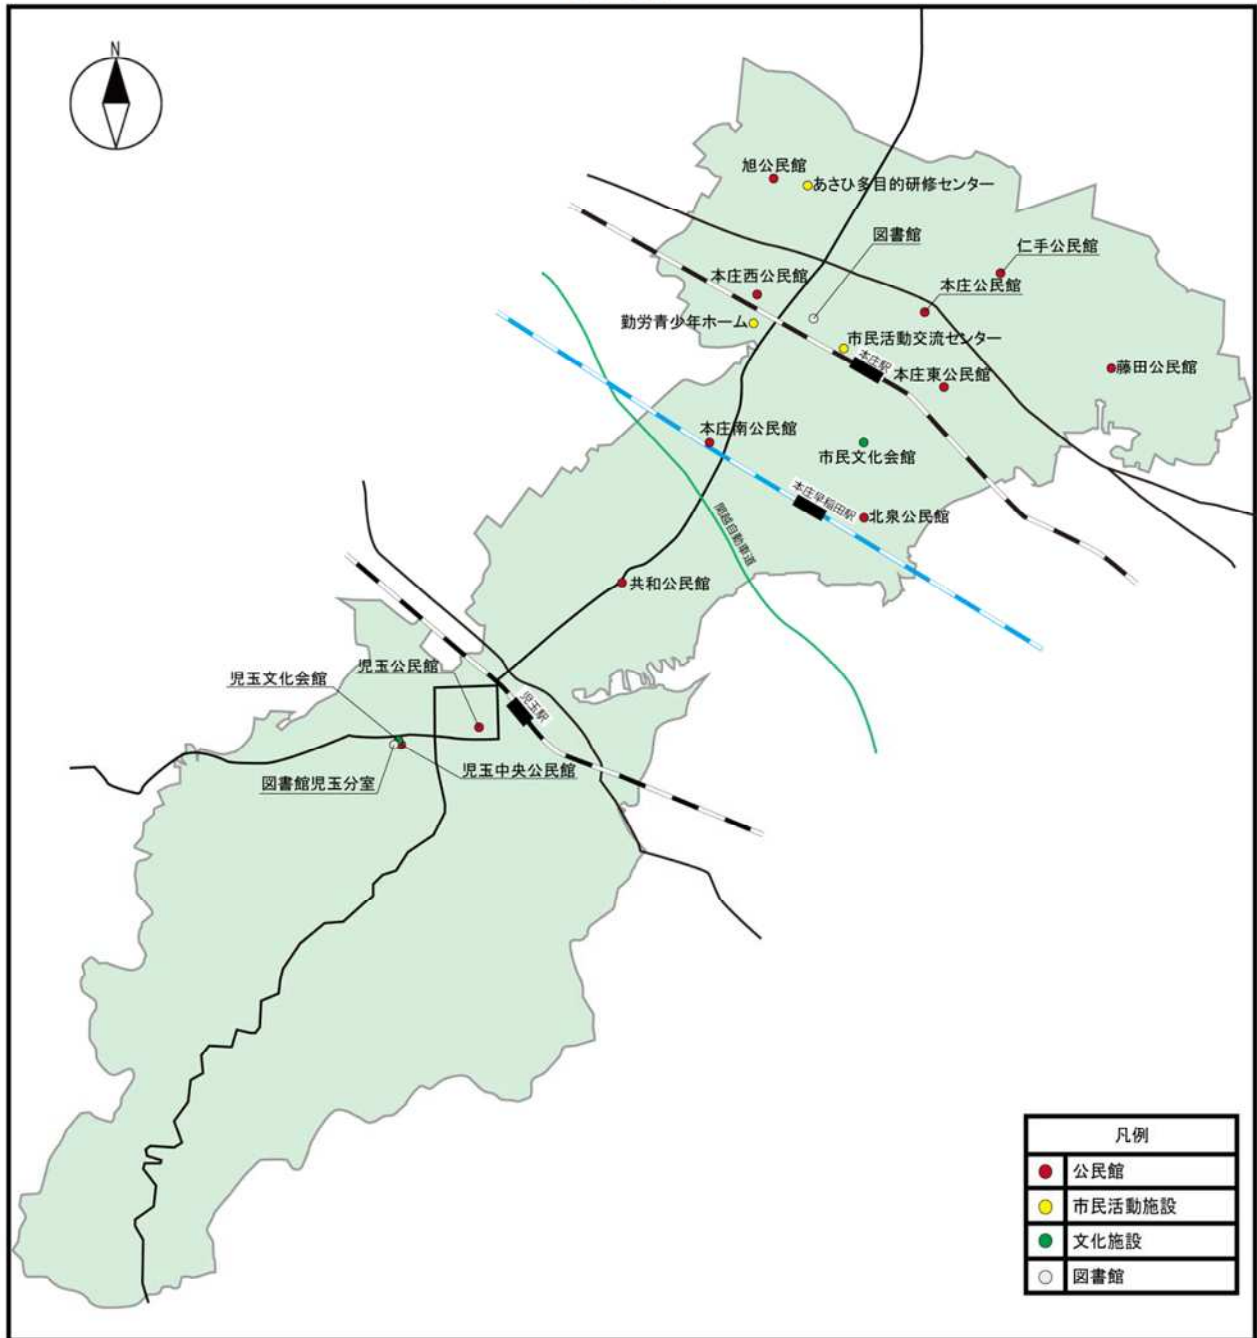 N
旭公民館
あさひ多目的研修センター
図書館
仁手公民館
本庄西公民館
本庄公民館
勤労青少年ホーム
市民活動交流センター
本庄駅
本庄東公民館
藤田公民館
本庄南公民館
市民文化会館
本庄早稲田駅
北泉公民館
関越自動車道
共和公民館
児玉公民館
児玉文化会館
児玉駅
児玉中央公民館
図書館児玉分室
凡例
公民館
市民活動施設
文化施設
図書館